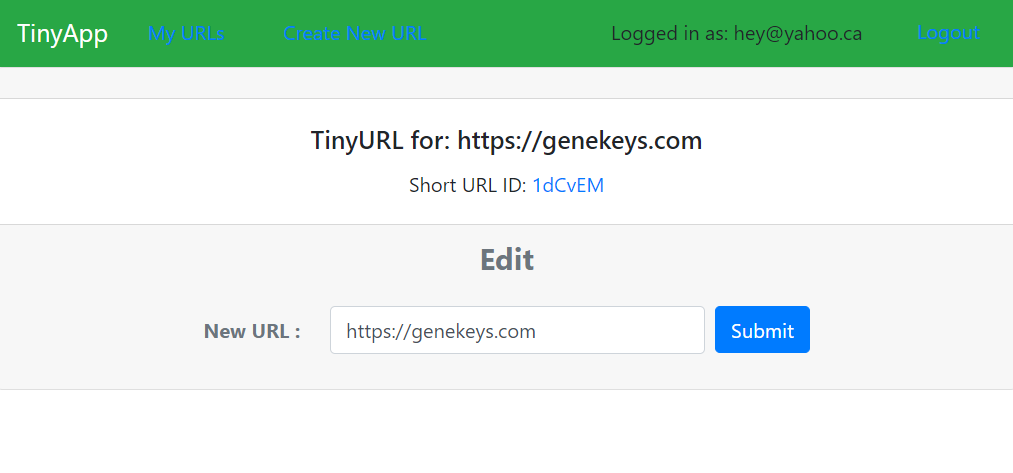 TinyApp My URLs Create New URL Logged in as: hey@yahoo.ca Logout
TinyURL for: https://genekeys.com
Short URL ID: 1dCvEM
Edit
New URL : https://genekeys.com Submit